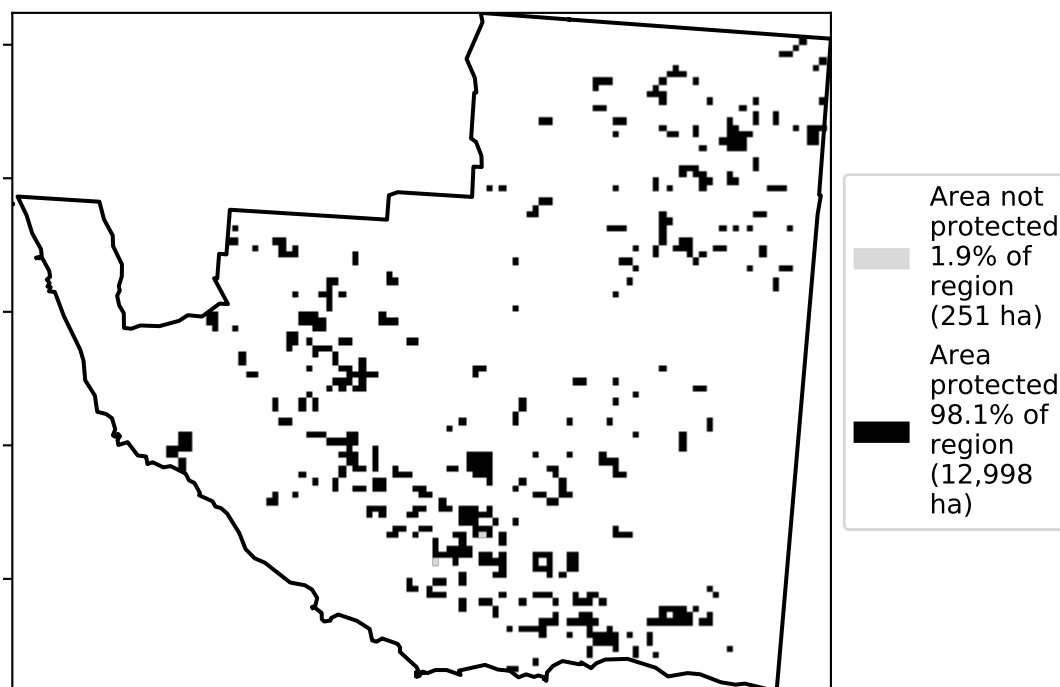 Area not
protected
1.9% of
region
(251 ha)
Area
protected
98.1% of
region
(12,998
ha)